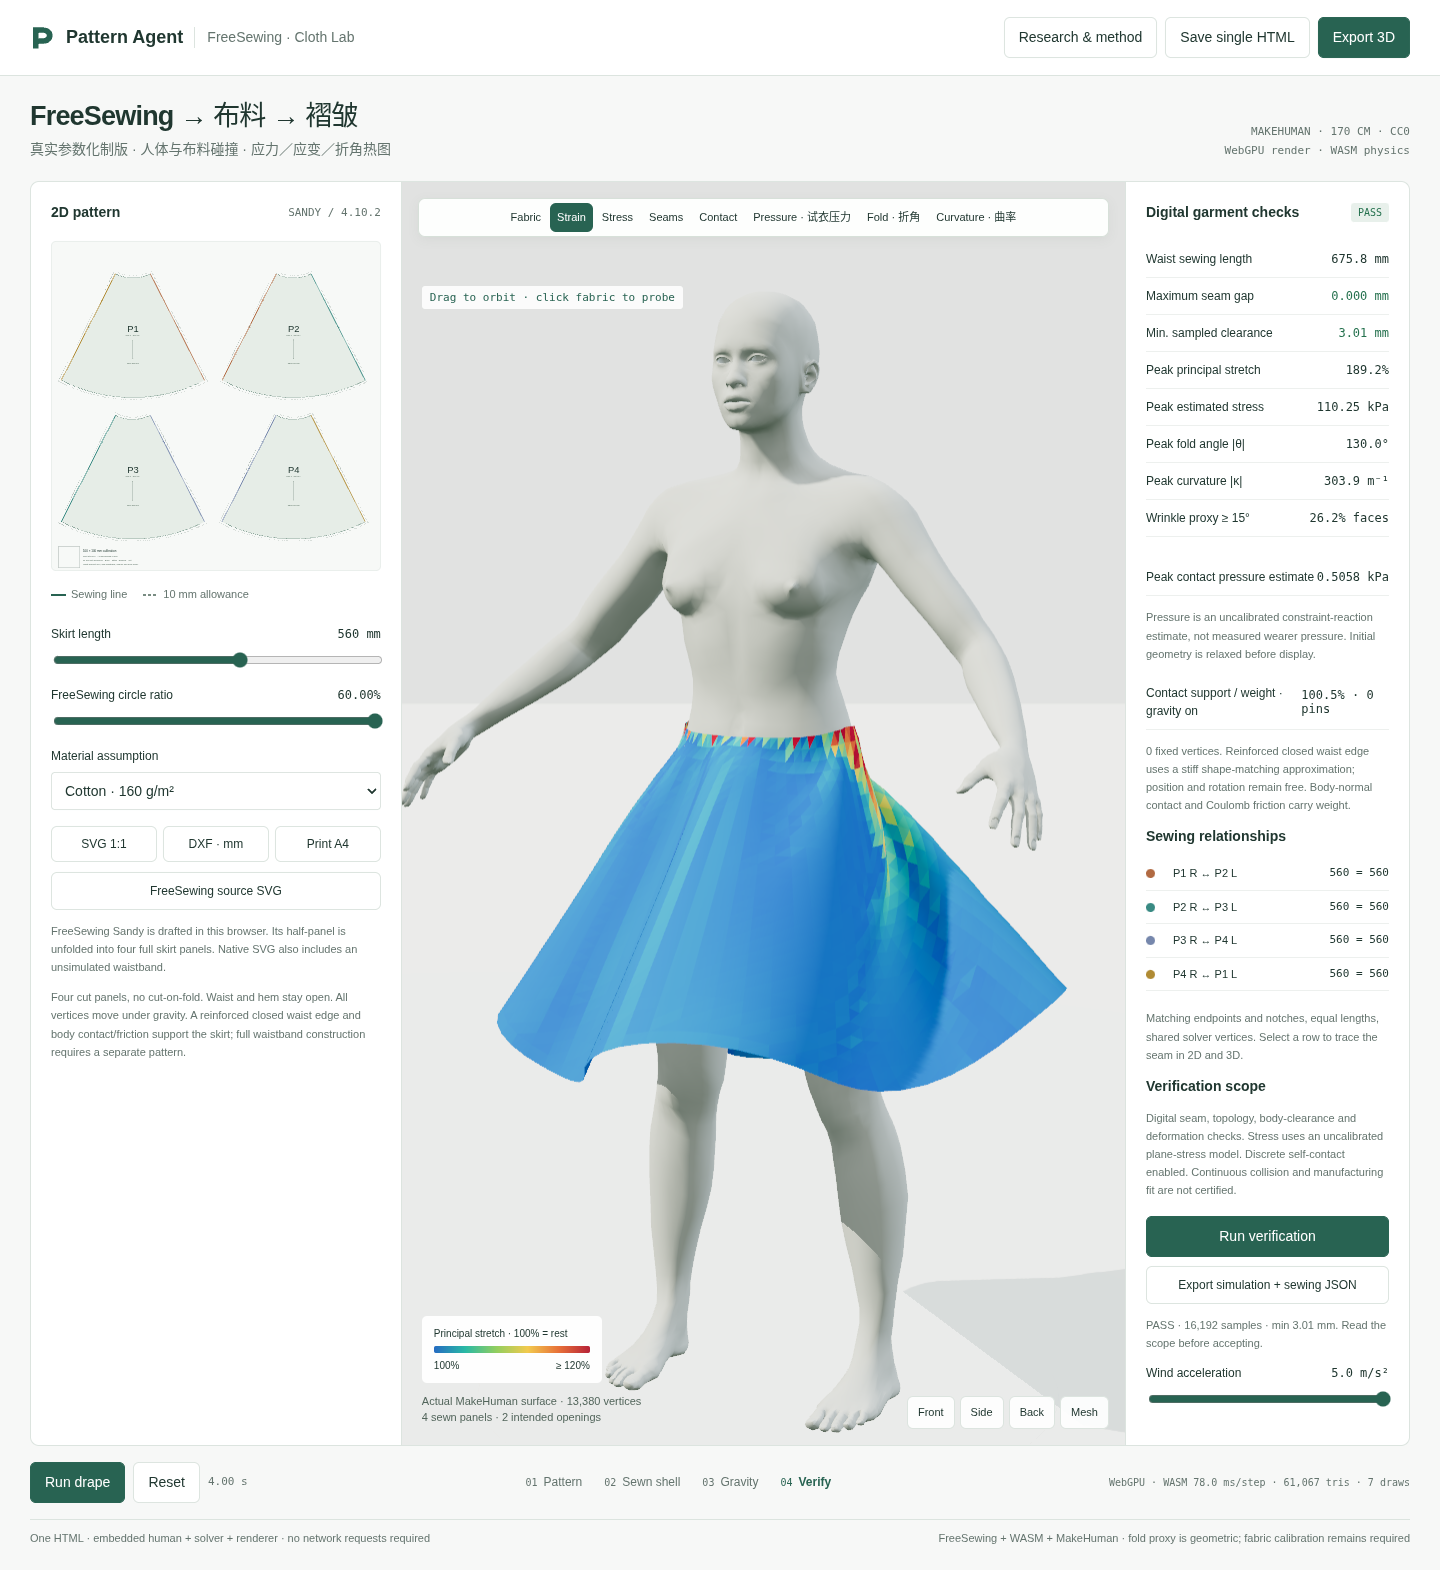 Pattern Agent
FreeSewing · Cloth Lab
Research & method
Save single HTML
Export 3D
FreeSewing → 布料 → 褶皱
真实参数化制版 · 人体与布料碰撞 · 应力／应变／折角热图
MAKEHUMAN · 170 CM · CC0
WebGPU render · WASM physics
2D pattern
SANDY / 4.10.2
P1
P2
P3
P4
Sewing line
10 mm allowance
Skirt length
560 mm
FreeSewing circle ratio
60.00%
Material assumption
Cotton · 160 g/m²
SVG 1:1
DXF · mm
Print A4
FreeSewing source SVG
FreeSewing Sandy is drafted in this browser. Its half-panel is
unfolded into four full skirt panels. Native SVG also includes an
unsimulated waistband.
Four cut panels, no cut-on-fold. Waist and hem stay open. All
vertices move under gravity. A reinforced closed waist edge and
body contact/friction support the skirt; full waistband construction
requires a separate pattern.
Fabric
Strain
Stress
Seams
Contact
Pressure · 试衣压力
Fold · 折角
Curvature · 曲率
Drag to orbit · click fabric to probe
Principal stretch · 100% = rest
100%
≥ 120%
Actual MakeHuman surface · 13,380 vertices
4 sewn panels · 2 intended openings
Front
Side
Back
Mesh
Digital garment checks
PASS
Waist sewing length
675.8 mm
Maximum seam gap
0.000 mm
Min. sampled clearance
3.01 mm
Peak principal stretch
189.2%
Peak estimated stress
110.25 kPa
Peak fold angle |θ|
130.0°
Peak curvature |κ|
303.9 m⁻¹
Wrinkle proxy ≥ 15°
26.2% faces
Peak contact pressure estimate
0.5058 kPa
Pressure is an uncalibrated constraint-reaction
estimate, not measured wearer pressure. Initial
geometry is relaxed before display.
Contact support / weight ·
gravity on
100.5% · 0
pins
0 fixed vertices. Reinforced closed waist edge
uses a stiff shape-matching approximation;
position and rotation remain free. Body-normal
contact and Coulomb friction carry weight.
Sewing relationships
P1 R ↔ P2 L
560 = 560
P2 R ↔ P3 L
560 = 560
P3 R ↔ P4 L
560 = 560
P4 R ↔ P1 L
560 = 560
Matching endpoints and notches, equal lengths,
shared solver vertices. Select a row to trace the
seam in 2D and 3D.
Verification scope
Digital seam, topology, body-clearance and
deformation checks. Stress uses an uncalibrated
plane-stress model. Discrete self-contact
enabled. Continuous collision and manufacturing
fit are not certified.
Run verification
Export simulation + sewing JSON
PASS · 16,192 samples · min 3.01 mm. Read the
scope before accepting.
Wind acceleration
5.0 m/s²
Run drape
Reset
4.00 s
01 Pattern
02 Sewn shell
03 Gravity
04 Verify
WebGPU · WASM 78.0 ms/step · 61,067 tris · 7 draws
One HTML · embedded human + solver + renderer · no network requests required
FreeSewing + WASM + MakeHuman · fold proxy is geometric; fabric calibration remains required